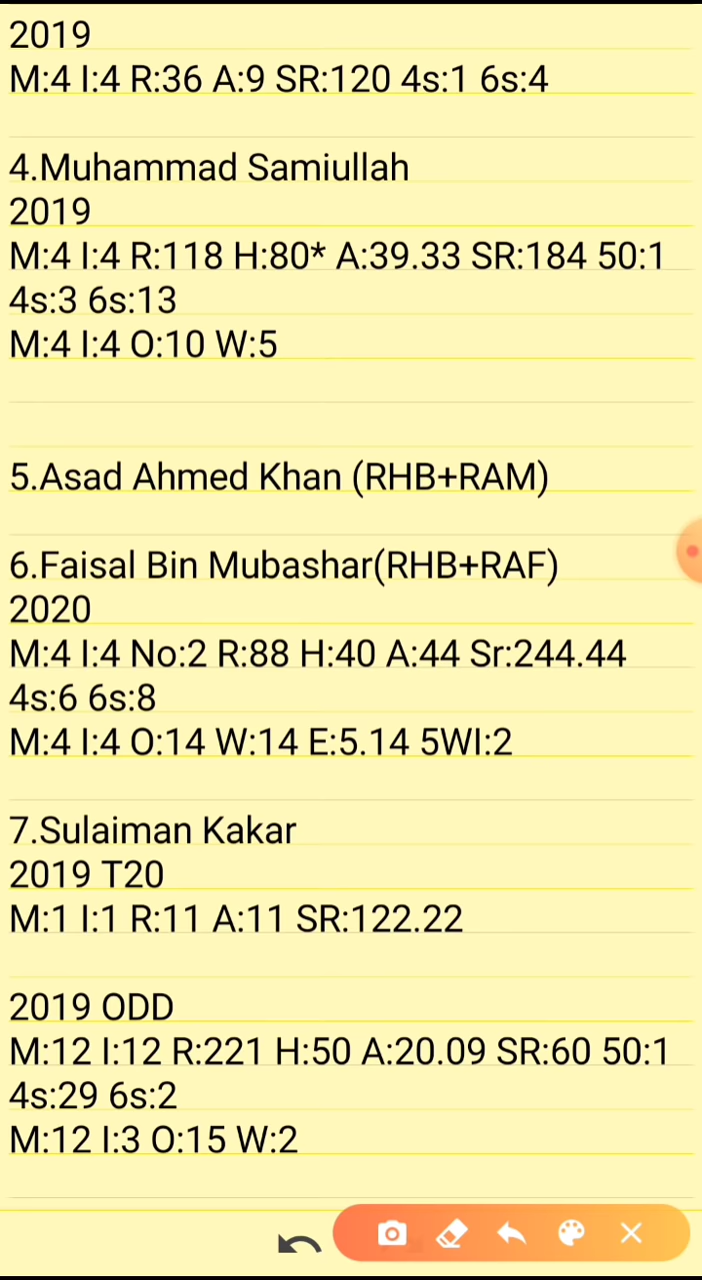 2019
M:4 I:4 R:36 A:9 SR:120 4s:1 6s:4
4.Muhammad Samiullah
2019
M:4 I:4 R:118 H:80* A:39.33 SR:184 50:1
4s:3 6s:13
M:4 I:4 O:10 W:5
5.Asad Ahmed Khan (RHB+RAM)
6.Faisal Bin Mubashar(RHB+RAF)
2020
M:4 I:4 No:2 R:88 H:40 A:44 Sr:244.44
4s:6 6s:8
M:4 I:4 O:14 W:14 E:5.14 5WI:2
7.Sulaiman Kakar
2019 T20
M:1 I:1 R:11 A:11 SR:122.22
2019 ODD
M:12 I:12 R:221 H:50 A:20.09 SR:60 50:1
4s:29 6s:2
M:12 I:3 O:15 W:2